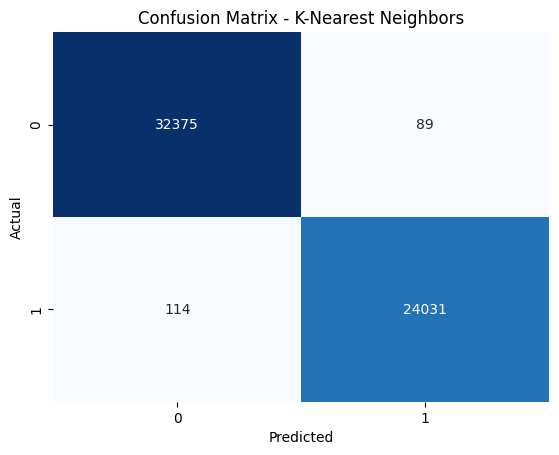 Confusion Matrix - K-Nearest Neighbors
Actual
0
32375
89
1
114
24031
0
1
Predicted